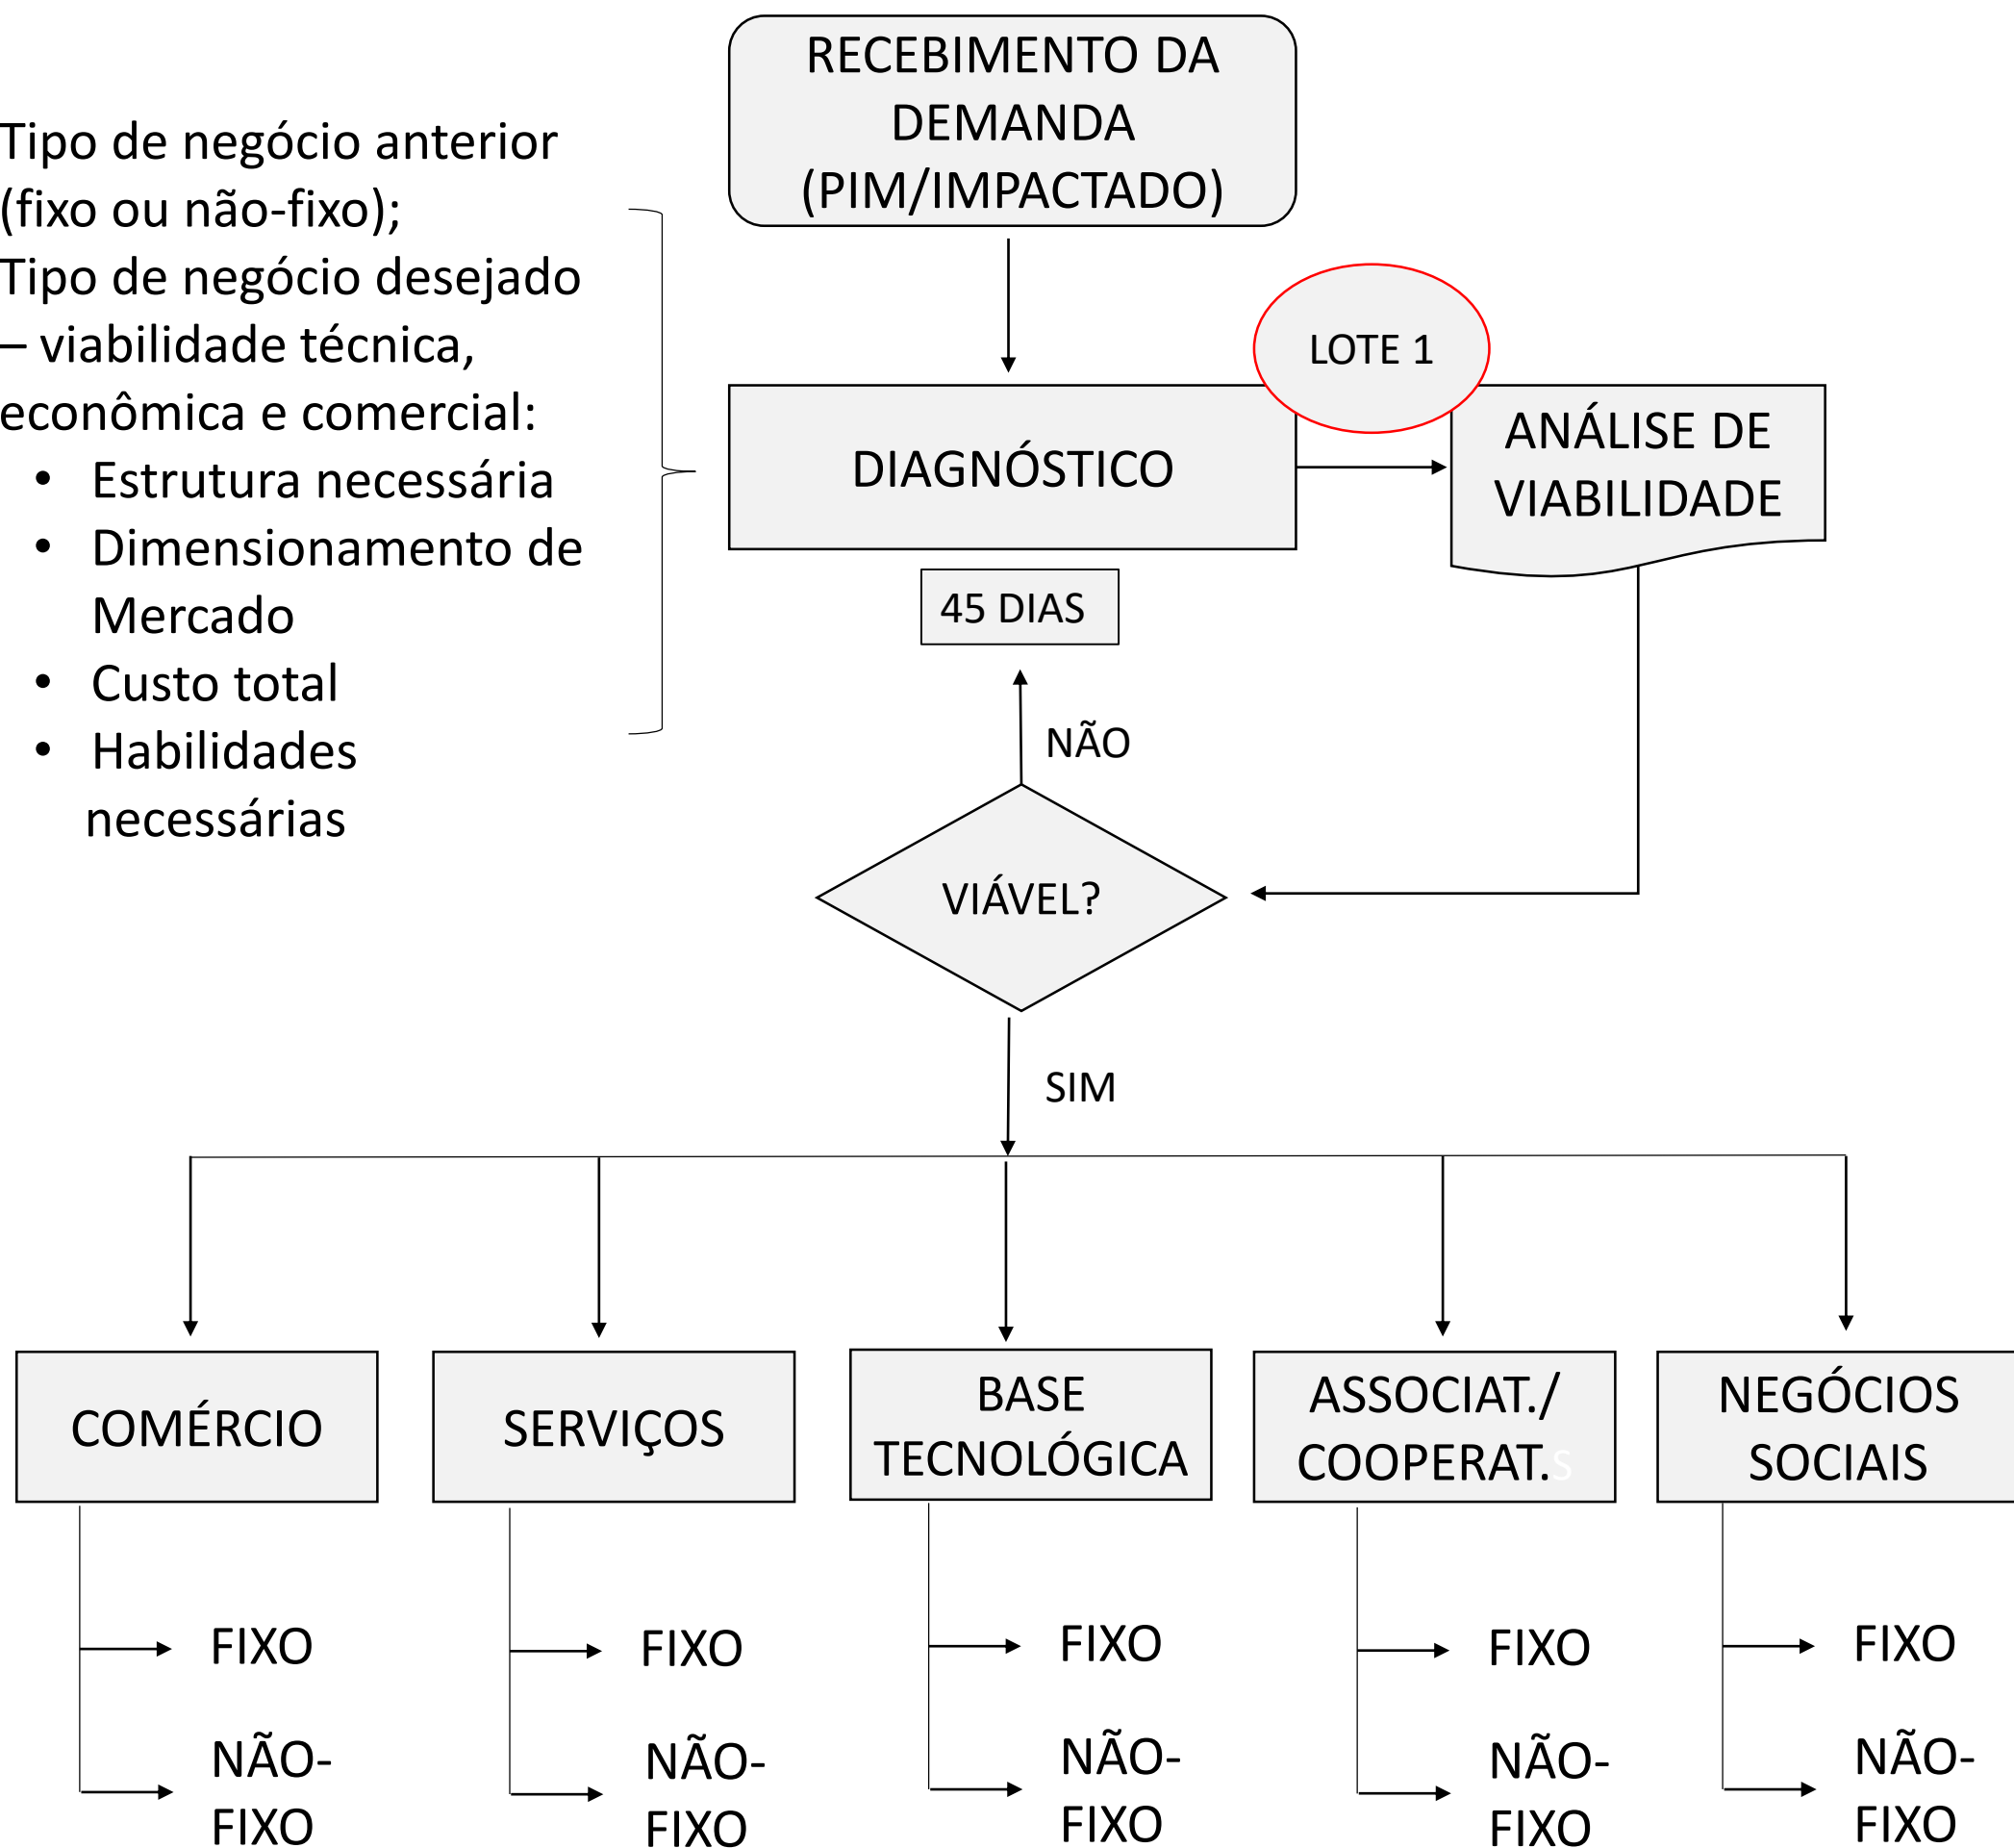 RECEBIMENTO DA
DEMANDA
(PIM/IMPACTADO)
Tipo de negócio anterior
(fixo ou não-fixo);
Tipo de negócio desejado
– viabilidade técnica,
econômica e comercial:
• Estrutura necessária
• Dimensionamento de
Mercado
• Custo total
• Habilidades
necessárias
LOTE 1
DIAGNÓSTICO
ANÁLISE DE
VIABILIDADE
45 DIAS
NÃO
VIÁVEL?
SIM
COMÉRCIO
SERVIÇOS
BASE
TECNOLÓGICA
ASSOCIAT./
COOPERAT.s
NEGÓCIOS
SOCIAIS
FIXO
NÃO-
FIXO
FIXO
NÃO-
FIXO
FIXO
NÃO-
FIXO
FIXO
NÃO-
FIXO
FIXO
NÃO-
FIXO